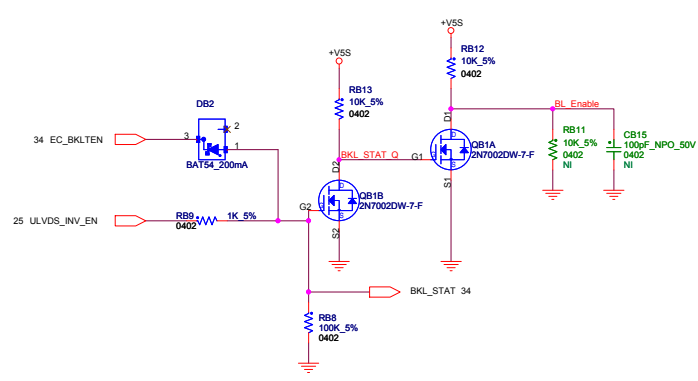 +V5S
RB12
10K_5%
0402
+V5S
RB13
10K_5%
0402
DB2
2
3
1
BAT54_200mA
34 EC_BKLTEN
BL_Enable
D1
RB11
10K_5%
0402
NI
CB15
100pF_NPO_50V
0402
NI
QB1A
2N7002DW-7-F
D
S
G1
S1
BKL_STAT_Q
D2
QB1B
2N7002DW-7-F
D
S
G2
S2
25 ULVDS_INV_EN
RB9
0402
1K_5%
BKL_STAT 34
RB8
100K_5%
0402